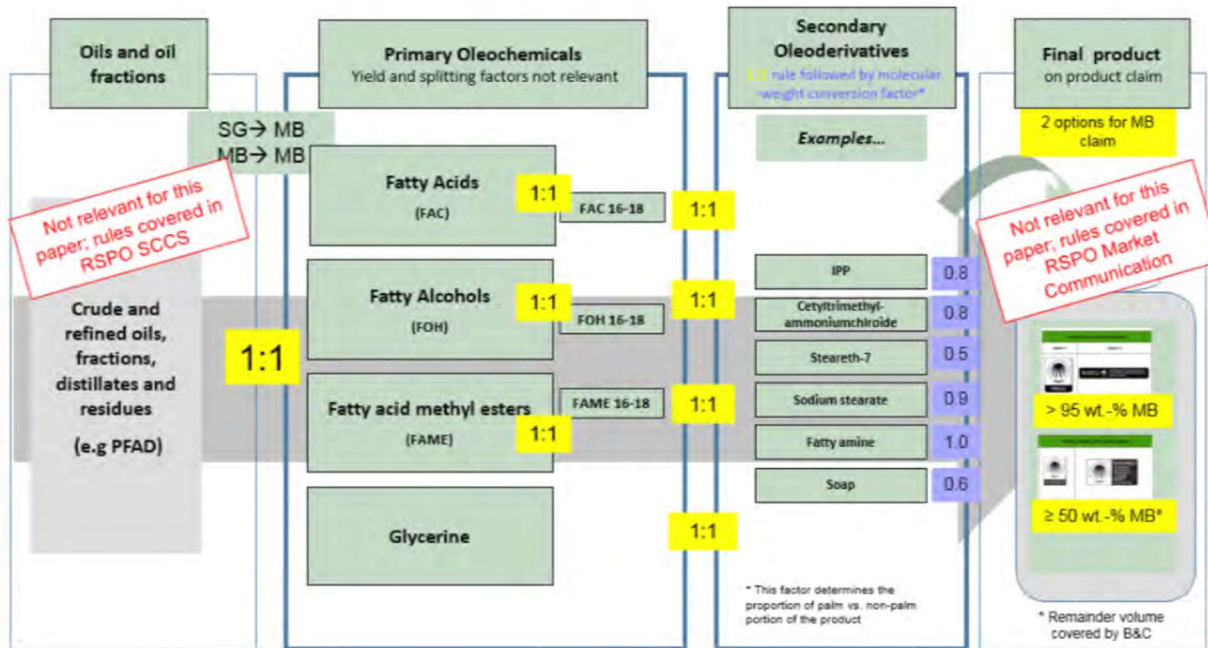 Oils and oil
fractions
SG→ MB
MB→ MB
Not relevant for this
paper; rules covered in
RSPO SCCS
Crude and
refined oils,
fractions,
distillates and
residues
(e.g PFAD)
1:1
Primary Oleochemicals
Yield and splitting factors not relevant
Fatty Acids
(FAC)
1:1
FAC 16-18
1:1
Fatty Alcohols
(FOH)
1:1
FOH 16-18
1:1
Fatty acid methyl esters
(FAME)
1:1
FAME 16-18
1:1
Glycerine
1:1
Secondary
Oleoderivatives
1:1 rule followed by molecular
weight conversion factor*
Examples...
IPP
0.8
Cetyltrimethyl-
ammoniumchlroide
0.8
Steareth-7
0.5
Sodium stearate
0.9
Fatty amine
1.0
Soap
0.6
* This factor determines the
proportion of palm vs. non-palm
portion of the product
Final product
on product claim
2 options for MB
claim
Not relevant for this
paper; rules covered in
RSPO Market
Communication
> 95 wt.-% MB
≥ 50 wt.-% MB*
* Remainder volume
covered by B&C